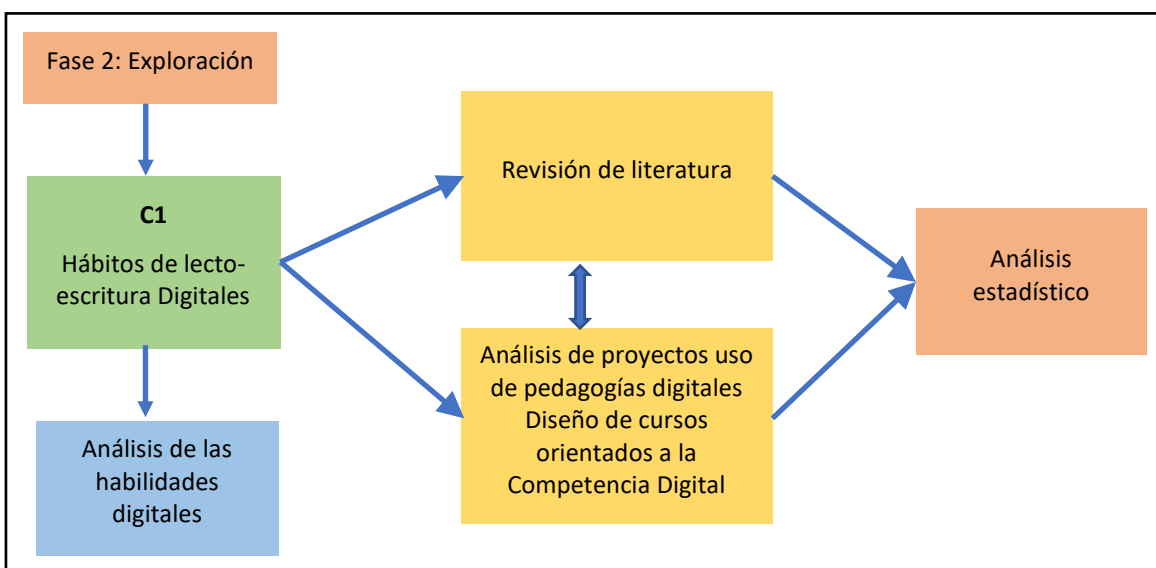 Fase 2: Exploración
C1
Hábitos de lecto-
escritura Digitales
Análisis de las
habilidades
digitales
Revisión de literatura
Análisis de proyectos uso
de pedagogías digitales
Diseño de cursos
orientados a la
Competencia Digital
Análisis
estadístico